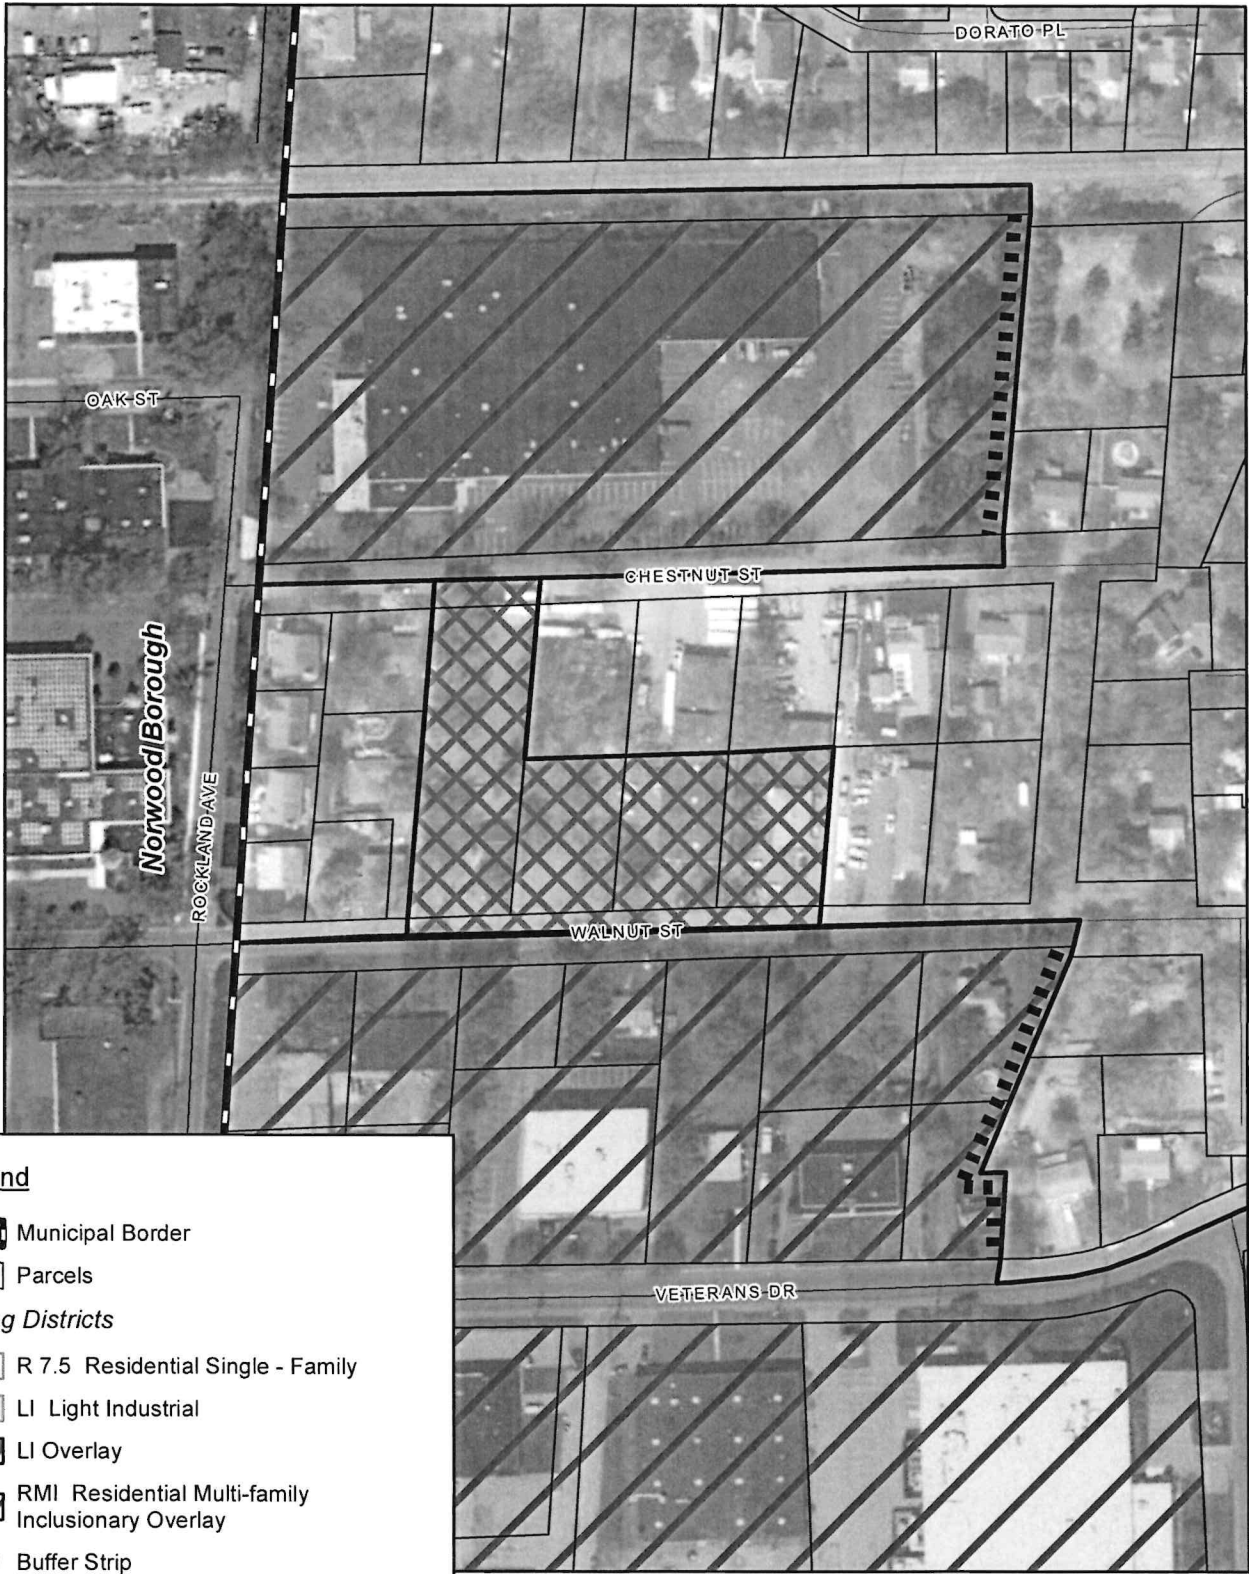 DORATO PL
OAK ST
CHESTNUT ST
Norwood Borough
ROCKLAND AVE
WALNUT ST
VETERANS DR
nd
Municipal Border
Parcels
g Districts
R 7.5 Residential Single - Family
LI Light Industrial
LI Overlay
RMI Residential Multi-family
Inclusionary Overlay
Buffer Strip